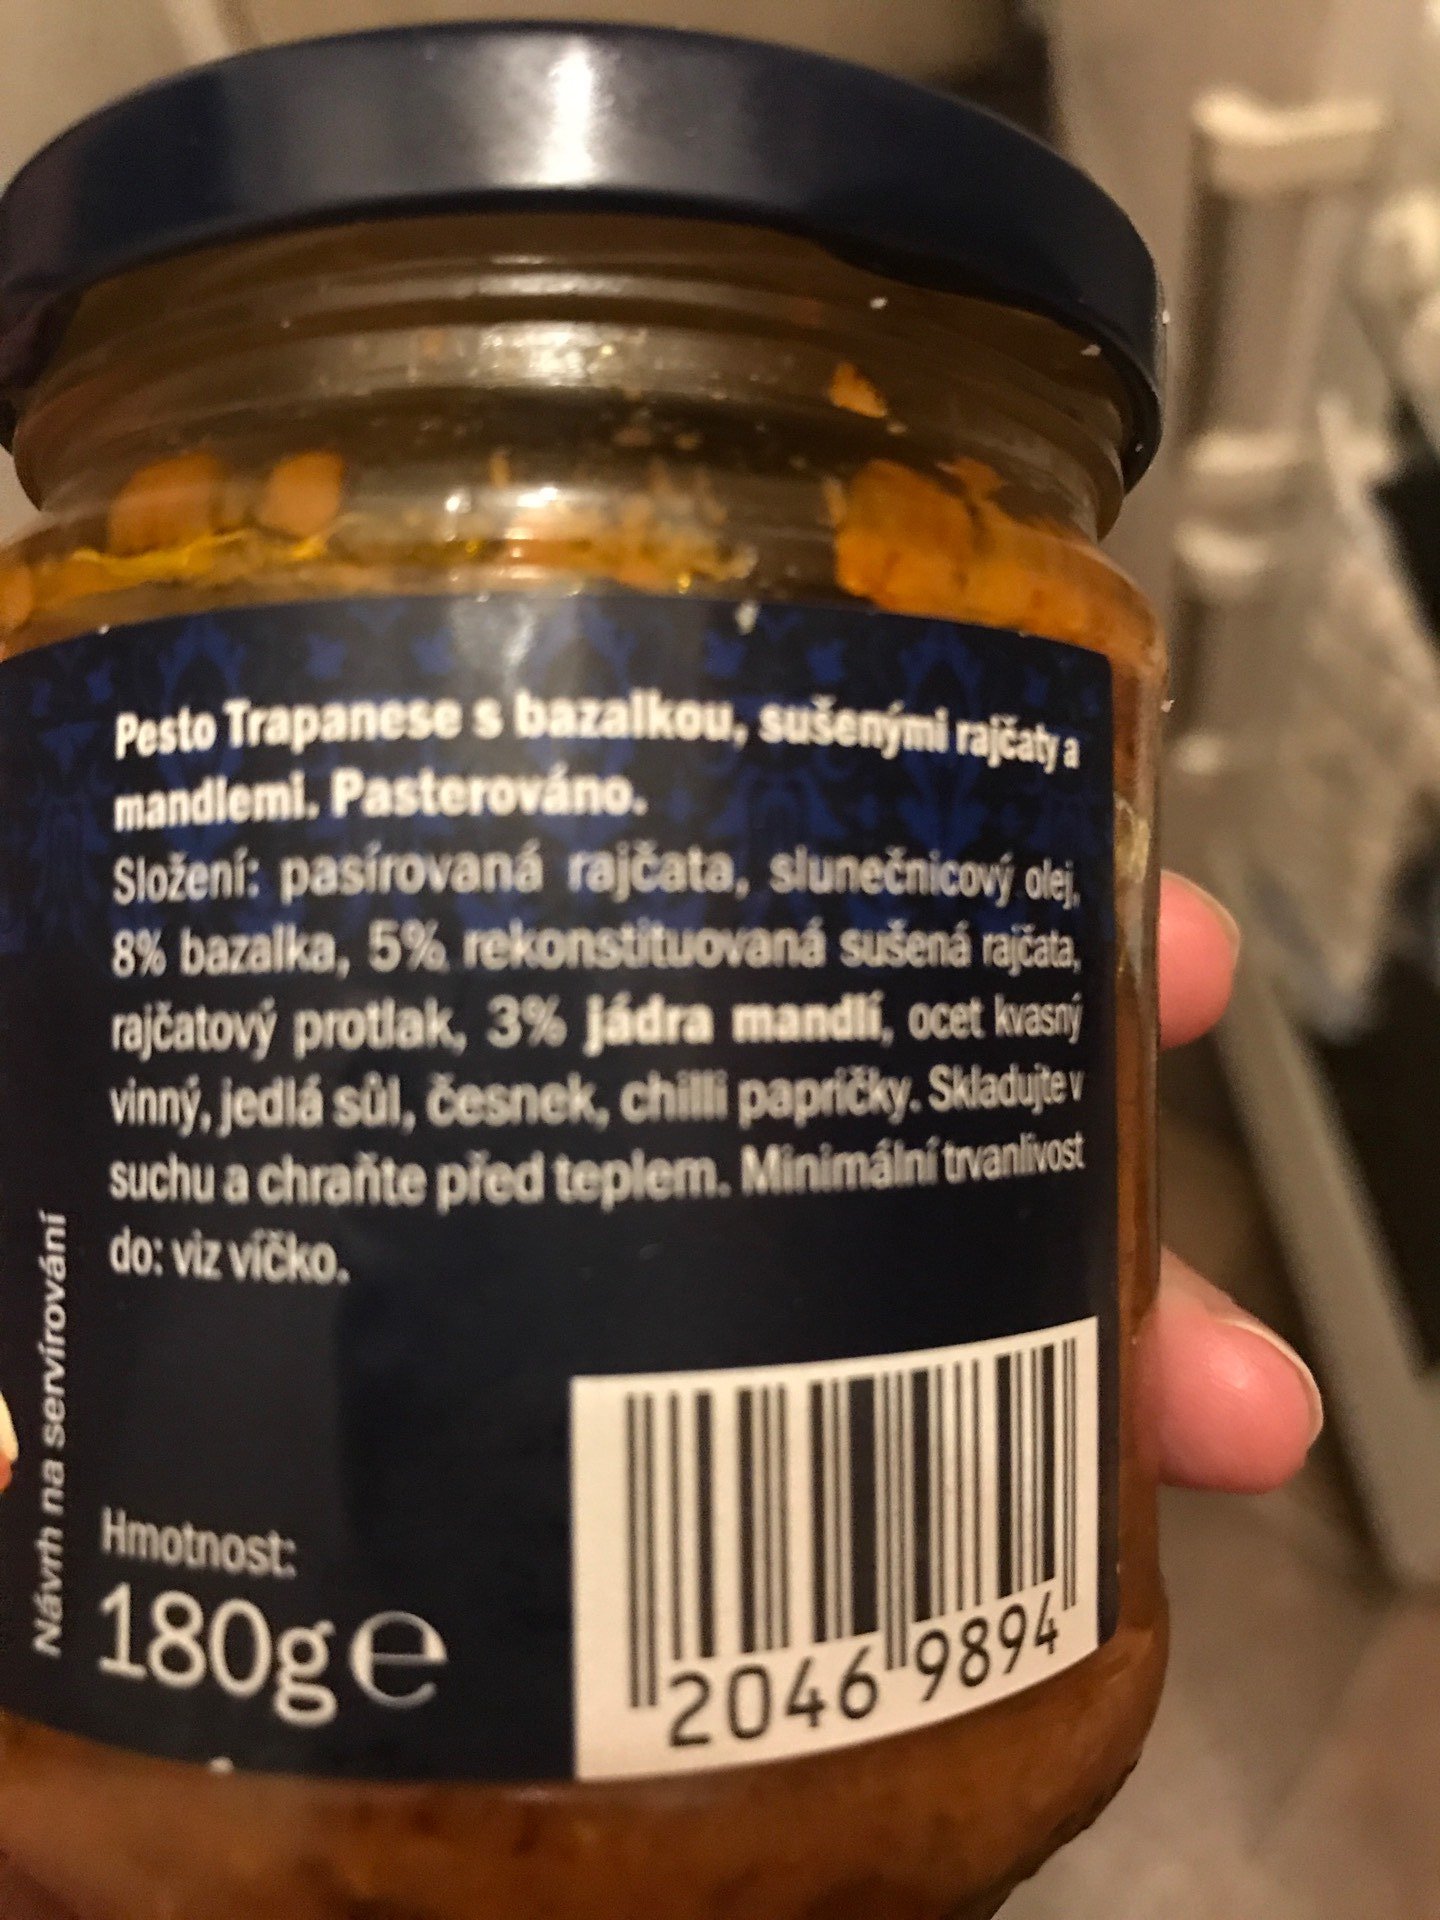 Pesto Trapanese s bazalkou, sušenými rajčaty a
mandlemi. Pasterováno.
Složení: pasírovaná rajčata, slunečnicový olej,
8% bazalka, 5% rekonstituovaná sušená rajčata,
rajčatový protlak, 3% jádra mandlí, ocet kvasný
vinný, jedlá sůl, česnek, chilli papričky. Skladujte v
suchu a chraňte před teplem. Minimální trvanlivost
do: viz víčko.
Návrh na servírování
Hmotnost:
180g e
2046 9894